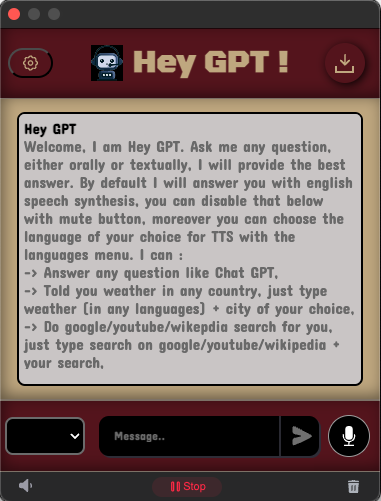 Hey GPT !
Hey GPT
Welcome, I am Hey GPT. Ask me any question,
either orally or textually, I will provide the best
answer. By default I will answer you with english
speech synthesis, you can disable that below
with mute button, moreover you can choose the
language of your choice for TTS with the
languages menu. I can :
-> Answer any question like Chat GPT,
-> Told you weather in any country, just type
weather (in any languages) + city of your choice,
-> Do google/youtube/wikepdia search for you,
just type search on google/youtube/wikipedia +
your search,
Message..
Stop